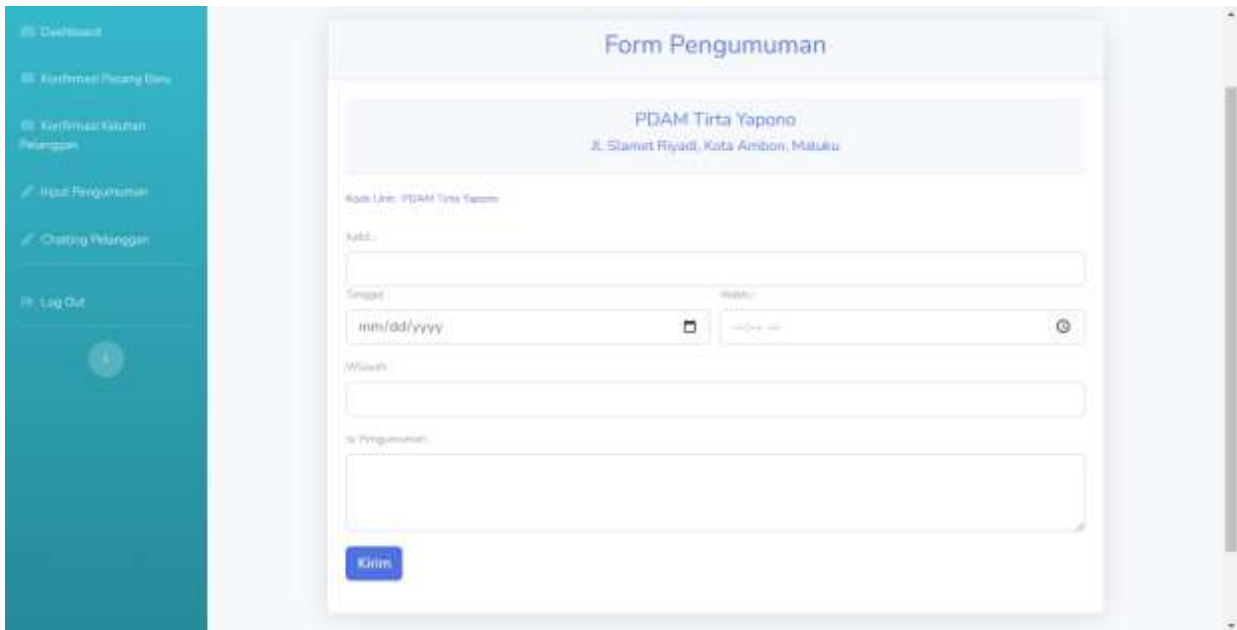 Dashboard
Konfirmasi Pasang Baru
Konfirmasi Keluhan
Pelanggan
Input Pengumuman
Chatting Pelanggan
Log Out
Form Pengumuman
PDAM Tirta Yapono
Jl. Slamet Riyadi, Kota Ambon, Maluku
Kode Unit : PDAM Tirta Yapono
Tanggal :
Waktu :
mm/dd/yyyy
--:-- --
Wilayah :
Isi Pengumuman :
Kirim